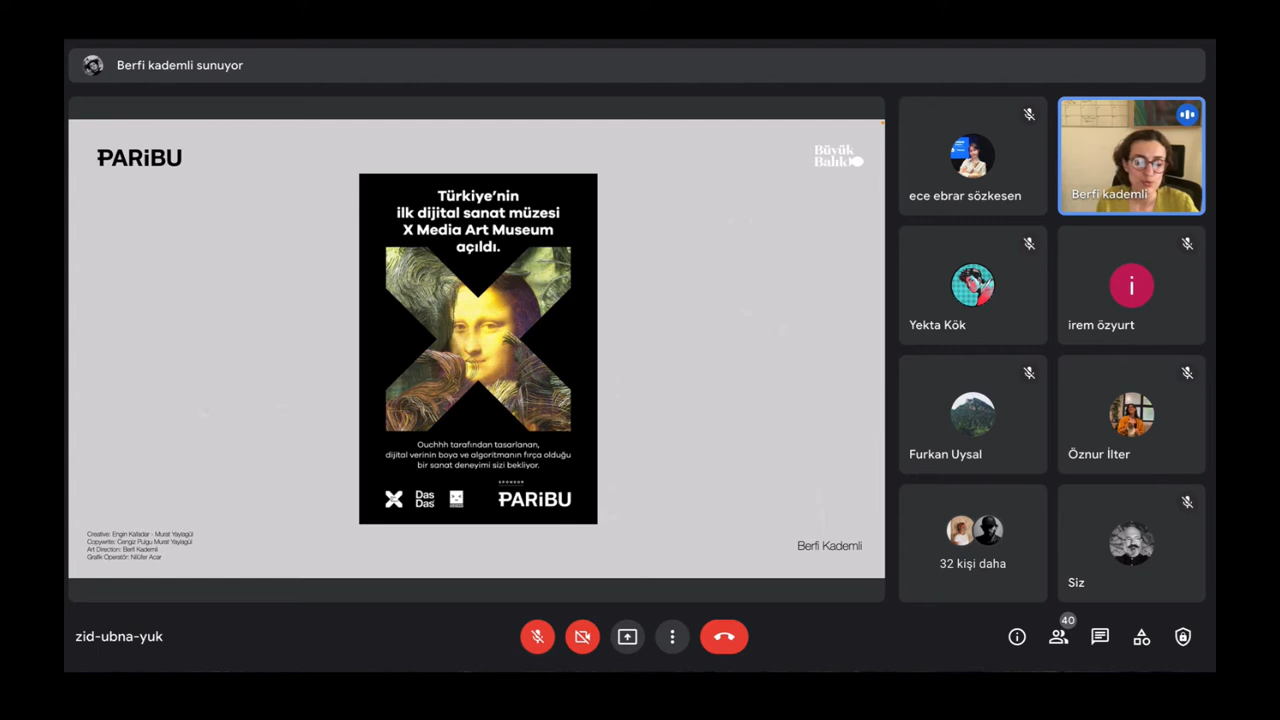 Berfi kademli sunuyor
PARiBU
Büyük
Balık
Türkiye'nin
ilk dijital sanat müzesi
X Media Art Museum
açıldı.
Ouchhh tarafından tasarlanan,
dijital verinin boya ve algoritmanın fırça olduğu
bir sanat deneyimi sizi bekliyor.
SPONSOR
Das
Das
PARiBU
Creative: Engin Kafadar - Murat Yaylagül
Copywrite: Cengiz Pulgu Murat Yaylagül
Art Direction: Berfi Kademli
Grafik Operatör: Nilüfer Acar
Berfi Kademli
ece ebrar sözkesen
Berfi kademli
Yekta Kök
i
irem özyurt
Furkan Uysal
Öznur İlter
32 kişi daha
Siz
zid-ubna-yuk
40